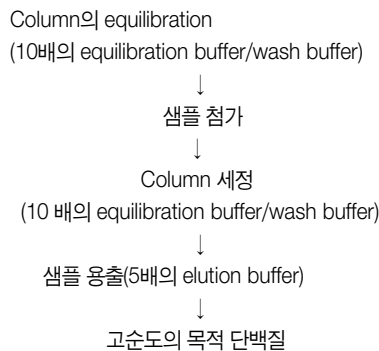 Column의 equilibration
(10배의 equilibration buffer/wash buffer)
↓
샘플 첨가
↓
Column 세정
(10 배의 equilibration buffer/wash buffer)
↓
샘플 용출(5배의 elution buffer)
↓
고순도의 목적 단백질